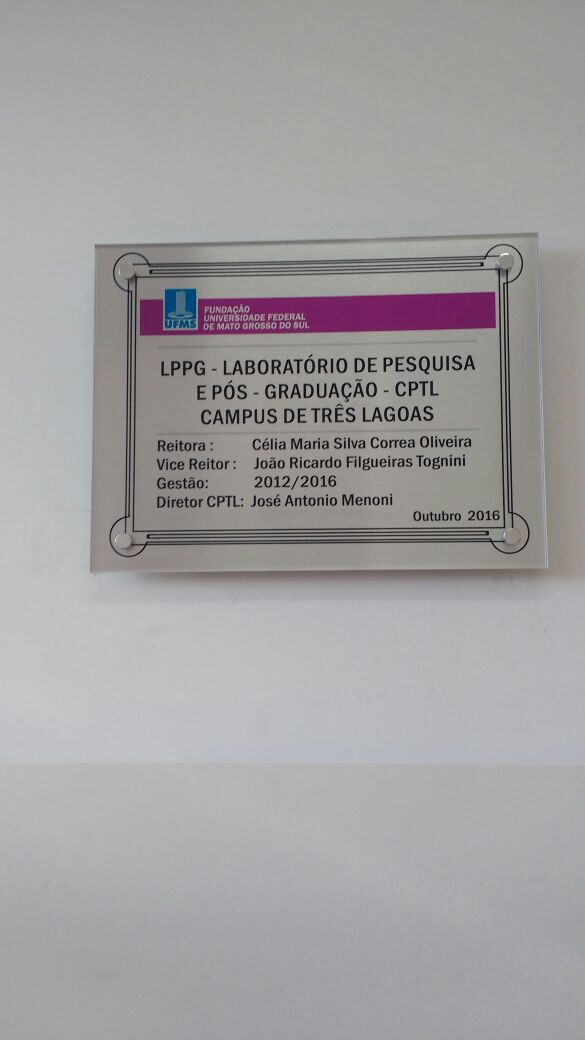 UFMS
FUNDAÇÃO
UNIVERSIDADE FEDERAL
DE MATO GROSSO DO SUL
LPPG - LABORATÓRIO DE PESQUISA
E PÓS - GRADUAÇÃO - CPTL
CAMPUS DE TRÊS LAGOAS
Reitora : Célia Maria Silva Correa Oliveira
Vice Reitor : João Ricardo Filgueiras Tognini
Gestão: 2012/2016
Diretor CPTL: José Antonio Menoni
Outubro 2016